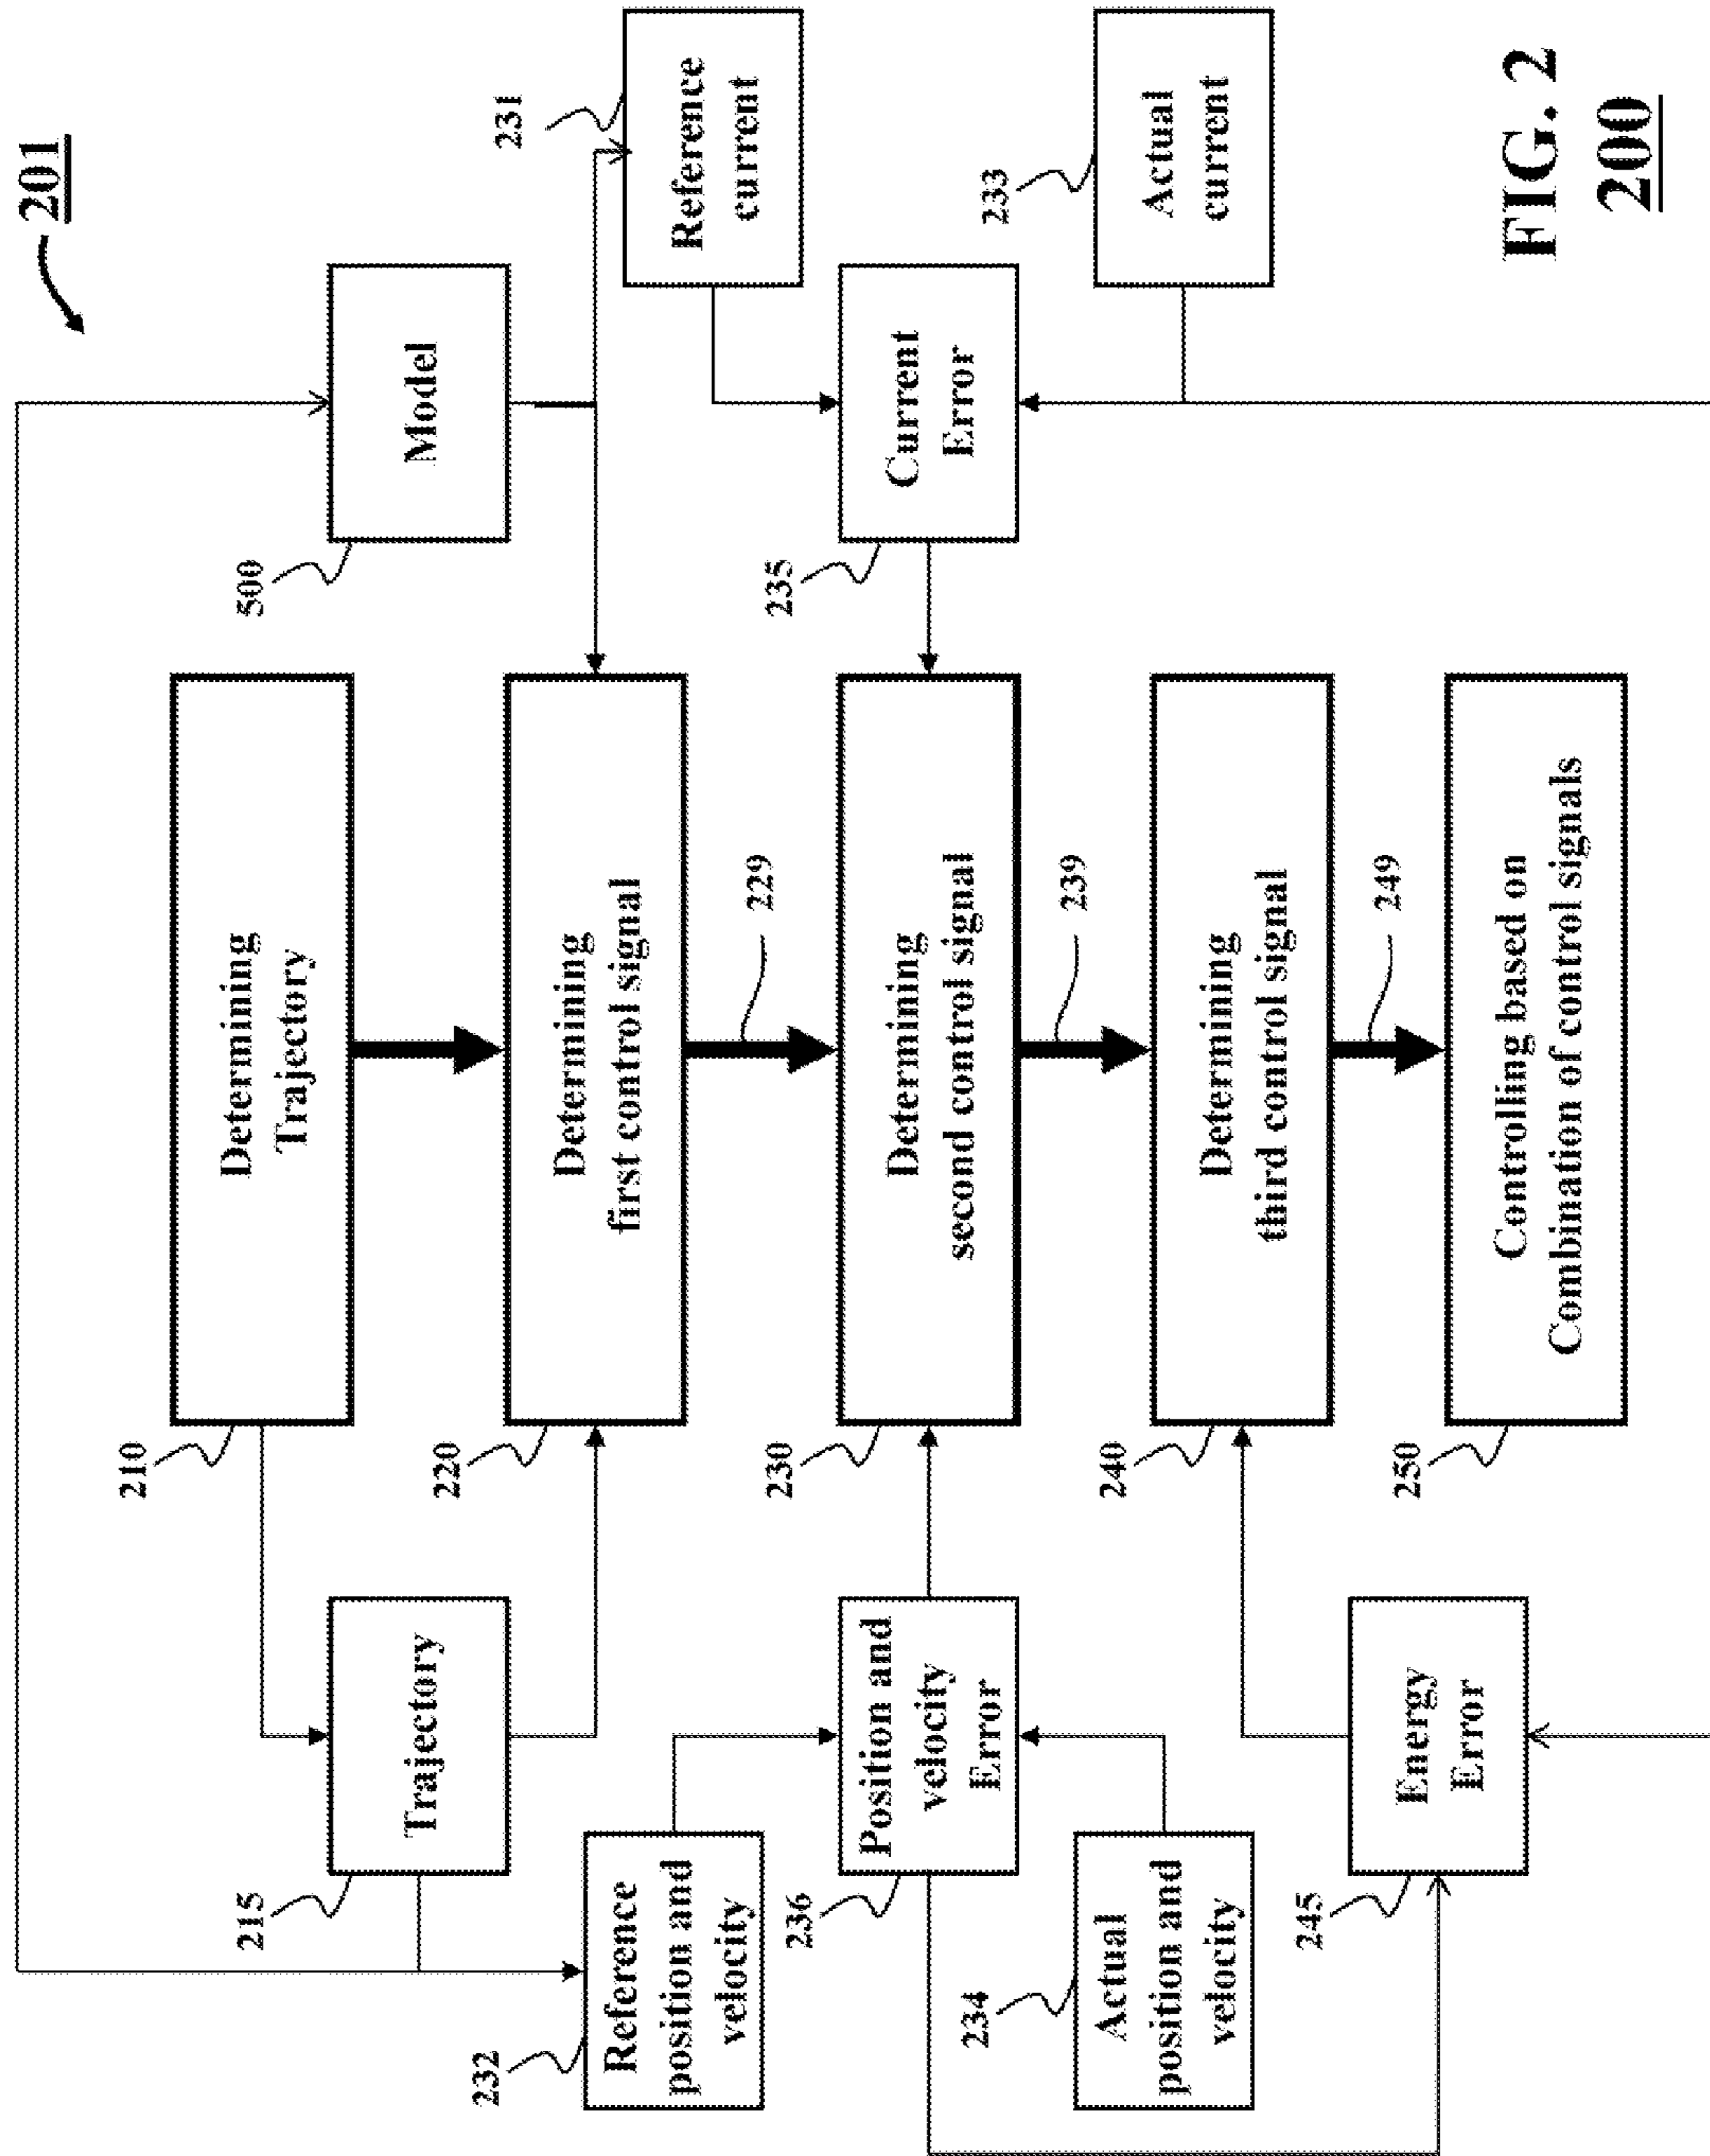 201
Determining
Trajectory
210
Trajectory
215
Model
500
Determining
first control signal
220
229
Reference
current
231
Reference
position and
velocity
232
Determining
second control signal
230
239
Current
Error
235
Position and
velocity
Error
236
Actual
current
233
Actual
position and
velocity
234
Determining
third control signal
240
249
Energy
Error
245
Controlling based on
Combination of control signals
250
FIG. 2
200